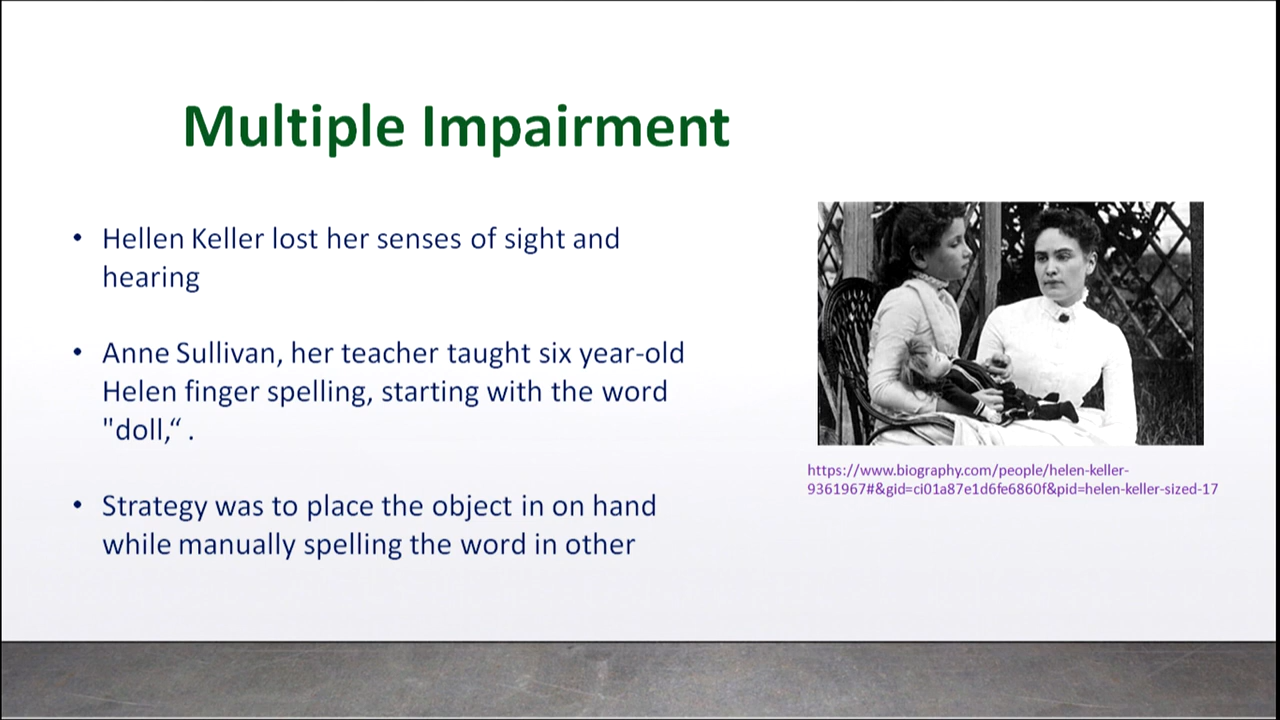 Multiple Impairment
• Hellen Keller lost her senses of sight and
hearing
• Anne Sullivan, her teacher taught six year-old
Helen finger spelling, starting with the word
"doll,“ .
• Strategy was to place the object in on hand
while manually spelling the word in other
https://www.biography.com/people/helen-keller-
9361967#&gid=ci01a87e1d6fe6860f&pid=helen-keller-sized-17